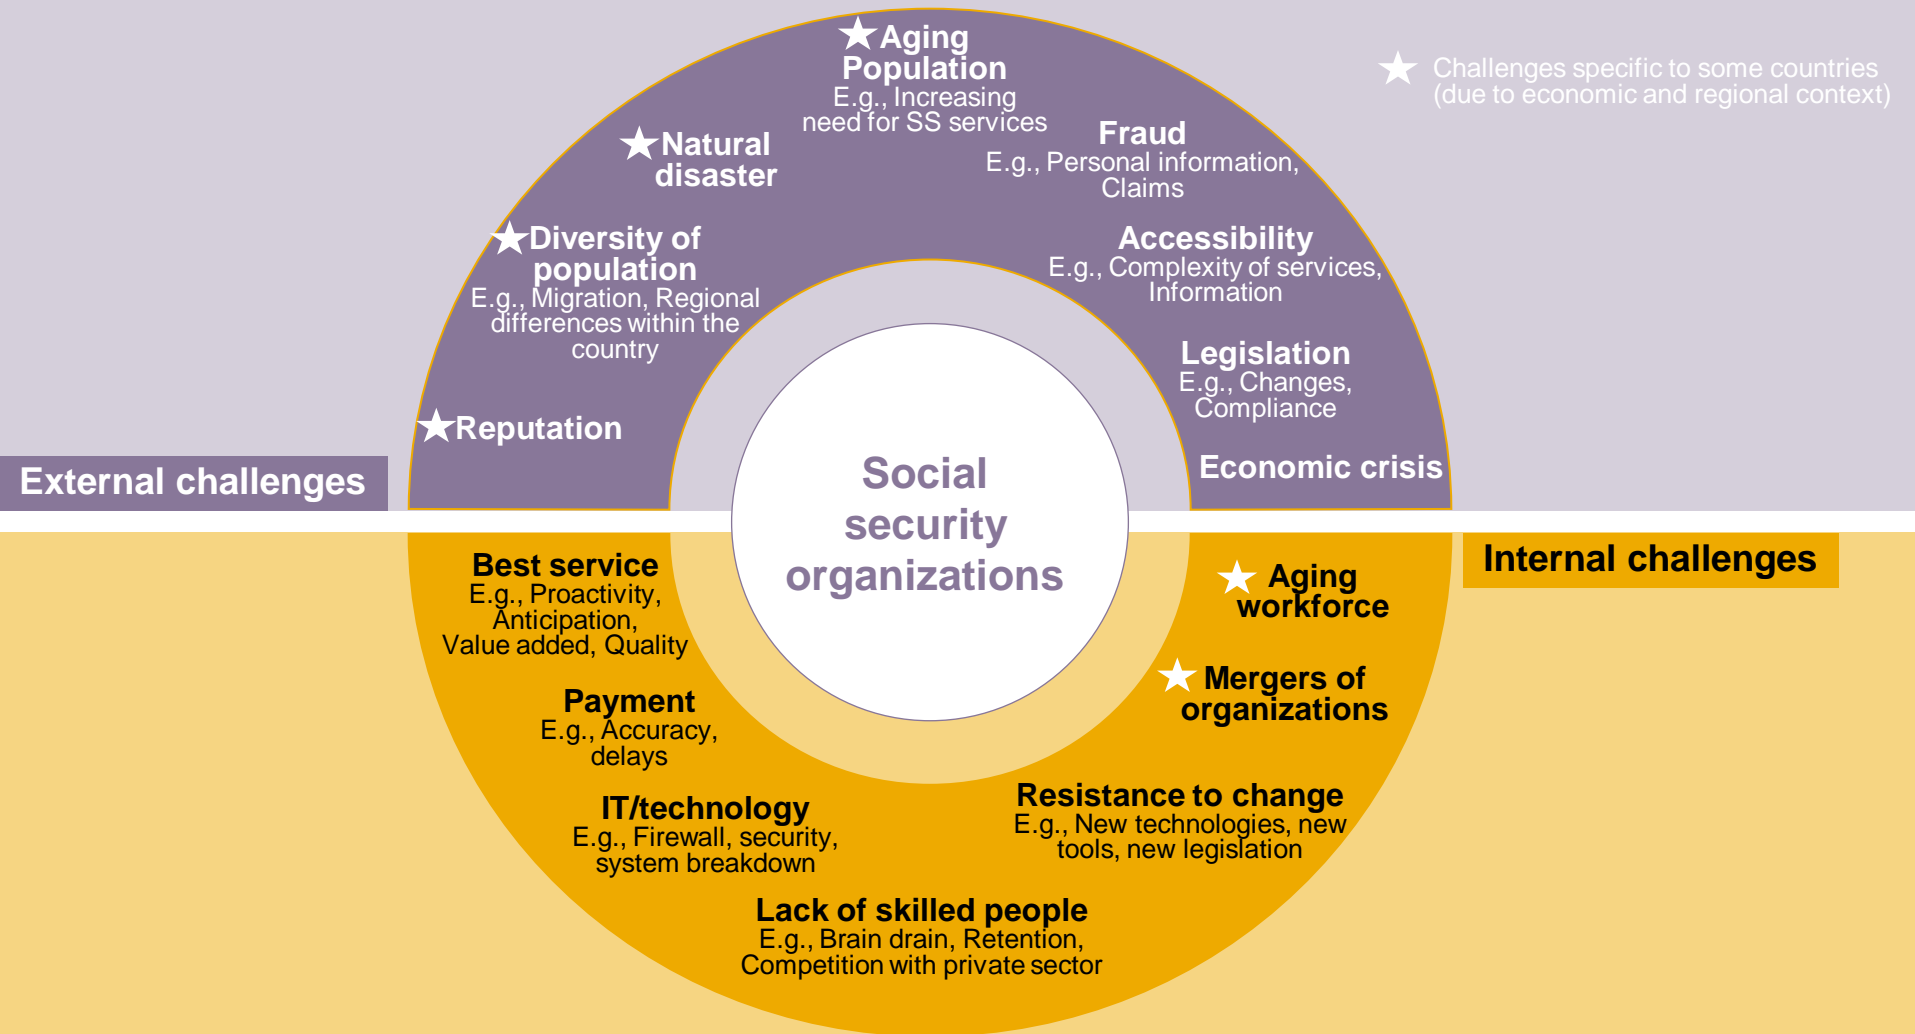 Aging
Population
E.g., Increasing
need for SS services
Challenges specific to some countries
(due to economic and regional context)
Natural
disaster
Fraud
E.g., Personal information,
Claims
Diversity of
population
E.g., Migration, Regional
differences within the
country
Accessibility
E.g., Complexity of services,
Information
Legislation
E.g., Changes,
Compliance
Reputation
Economic crisis
External challenges
Social
security
organizations
Internal challenges
Best service
E.g., Proactivity,
Anticipation,
Value added, Quality
Aging
workforce
Payment
E.g., Accuracy,
delays
Mergers of
organizations
IT/technology
E.g., Firewall, security,
system breakdown
Resistance to change
E.g., New technologies, new
tools, new legislation
Lack of skilled people
E.g., Brain drain, Retention,
Competition with private sector